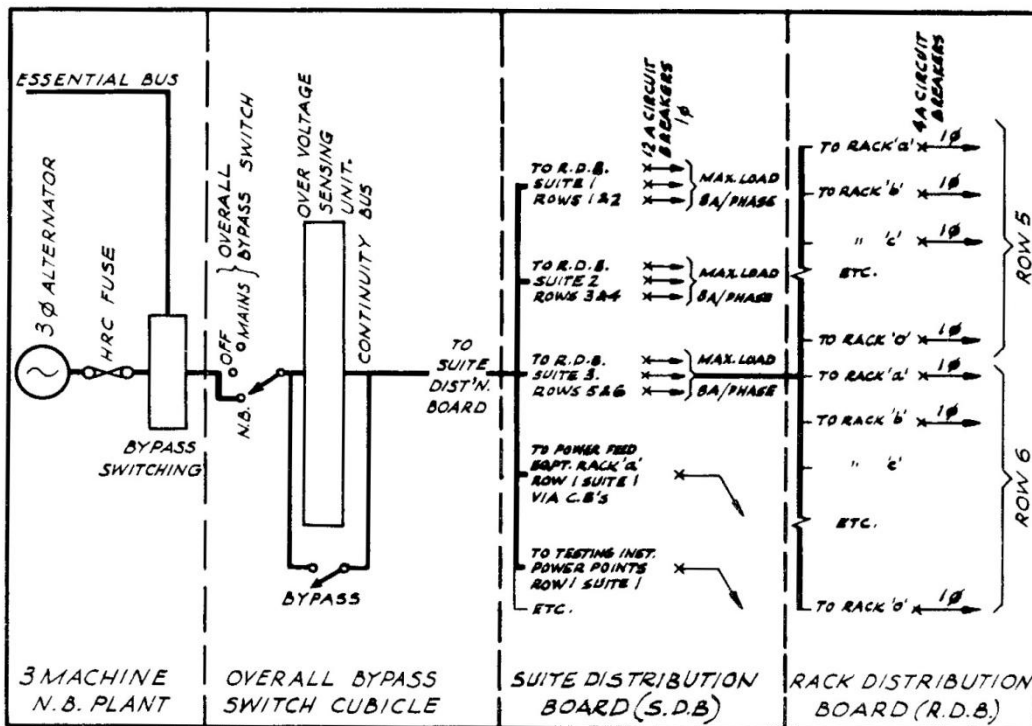 ESSENTIAL BUS
3Ø ALTERNATOR
HRC FUSE
BYPASS
SWITCHING
3 MACHINE
N.B. PLANT
OFF
MAINS
N.B.
OVERALL
BYPASS SWITCH
OVER VOLTAGE
SENSING
UNIT.
CONTINUITY BUS
BYPASS
TO
SUITE
DIST'N.
BOARD
OVERALL BYPASS
SWITCH CUBICLE
12A CIRCUIT
BREAKERS
1Ø
TO R.D.B.
SUITE 1
ROWS 1&2
MAX. LOAD
8A/PHASE
TO R.D.B.
SUITE 2
ROWS 3&4
MAX. LOAD
8A/PHASE
TO R.D.B.
SUITE 3.
ROWS 5&6
MAX. LOAD
8A/PHASE
TO POWER FEED
EQPT. RACK 'a'
ROW 1 SUITE 1
VIA C.B's
TO TESTING INST.
POWER POINTS
ROW 1 SUITE 1
ETC.
SUITE DISTRIBUTION
BOARD (S.D.B)
4A CIRCUIT
BREAKERS
TO RACK 'a' 1Ø
TO RACK 'b' 1Ø
" 'c' 1Ø
ETC.
TO RACK 'o' 1Ø
ROW 5
TO RACK 'a' 1Ø
TO RACK 'b' 1Ø
" 'c'
ETC.
TO RACK 'o' 1Ø
ROW 6
RACK DISTRIBUTION
BOARD (R.D.B.)